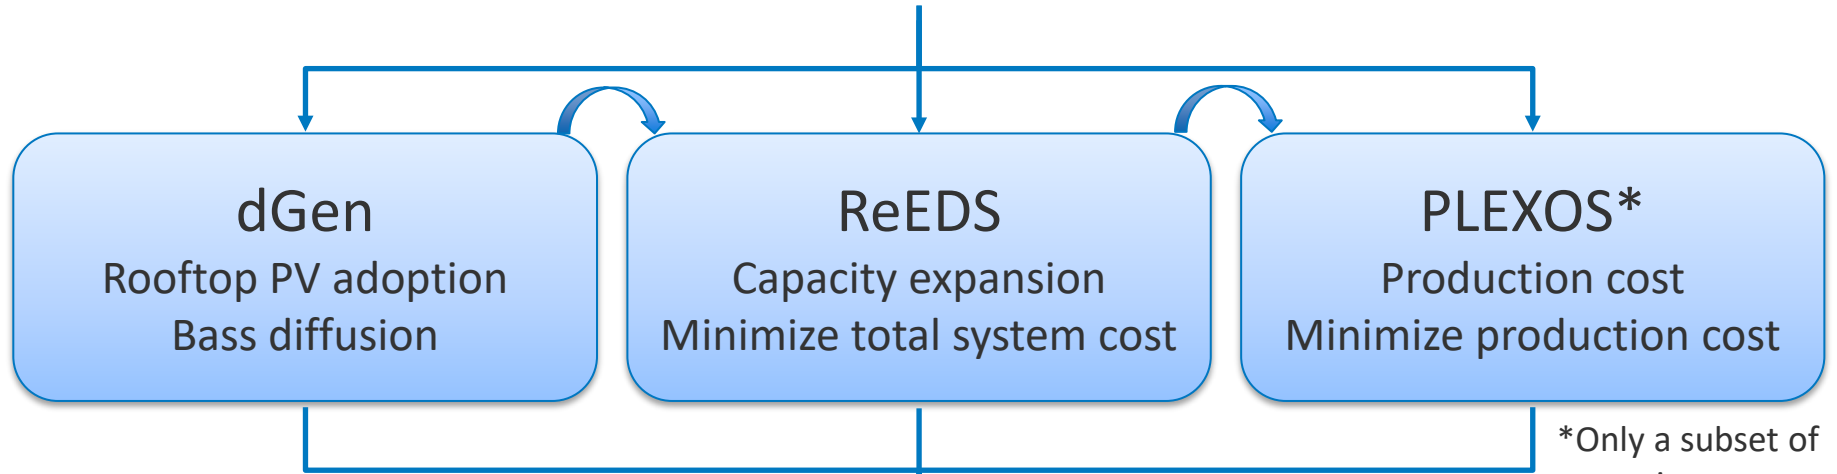 dGen
Rooftop PV adoption
Bass diffusion
ReEDS
Capacity expansion
Minimize total system cost
PLEXOS*
Production cost
Minimize production cost
*Only a subset of